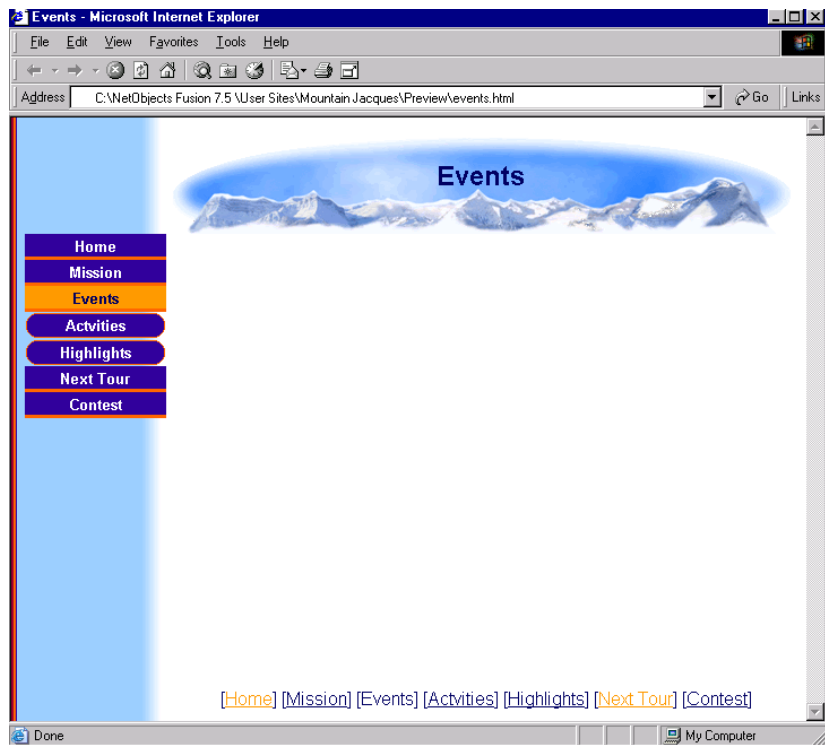 Events - Microsoft Internet Explorer
File Edit View Favorites Tools Help
Address C:\NetObjects Fusion 7.5 \User Sites\Mountain Jacques\Preview\events.html Go Links
Events
Home
Mission
Events
Actvities
Highlights
Next Tour
Contest
[Home] [Mission] [Events] [Actvities] [Highlights] [Next Tour] [Contest]
Done My Computer